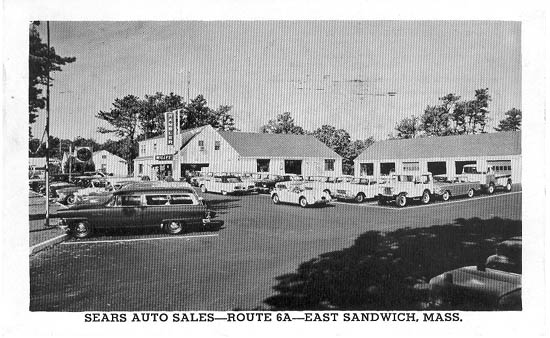 SEARS AUTO SALES—ROUTE 6A—EAST SANDWICH, MASS.